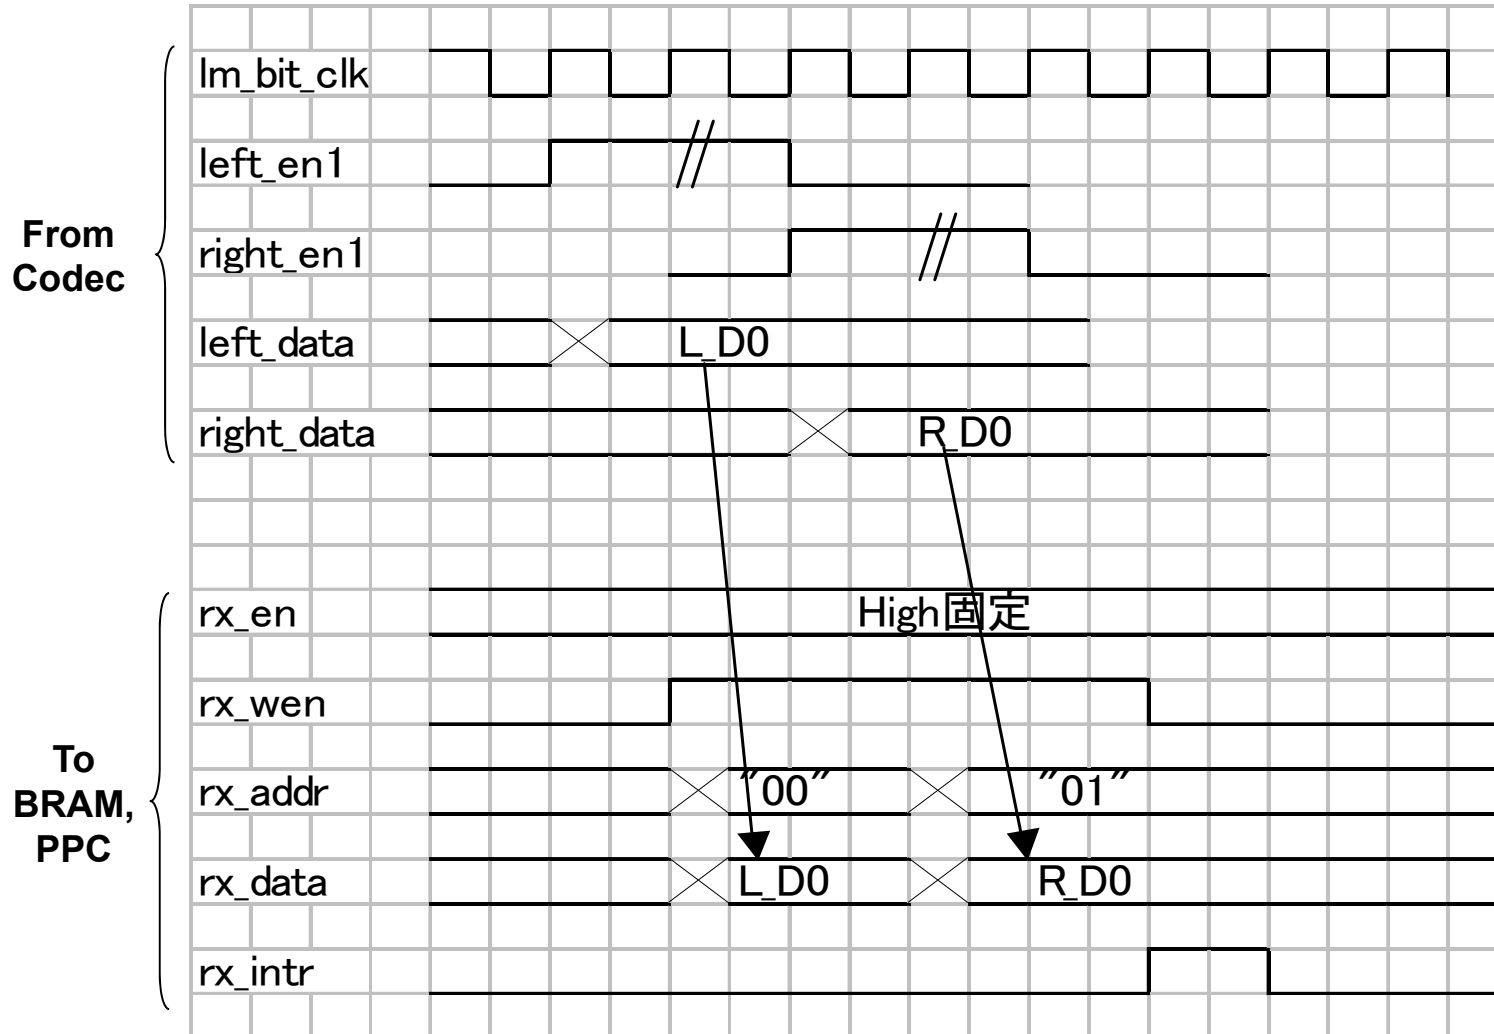 lm_bit_clk
left_en1
right_en1
From
Codec
left_data
L_D0
right_data
R_D0
rx_en
High固定
rx_wen
To
BRAM,
PPC
rx_addr
"00"
"01"
rx_data
L_D0
R_D0
rx_intr